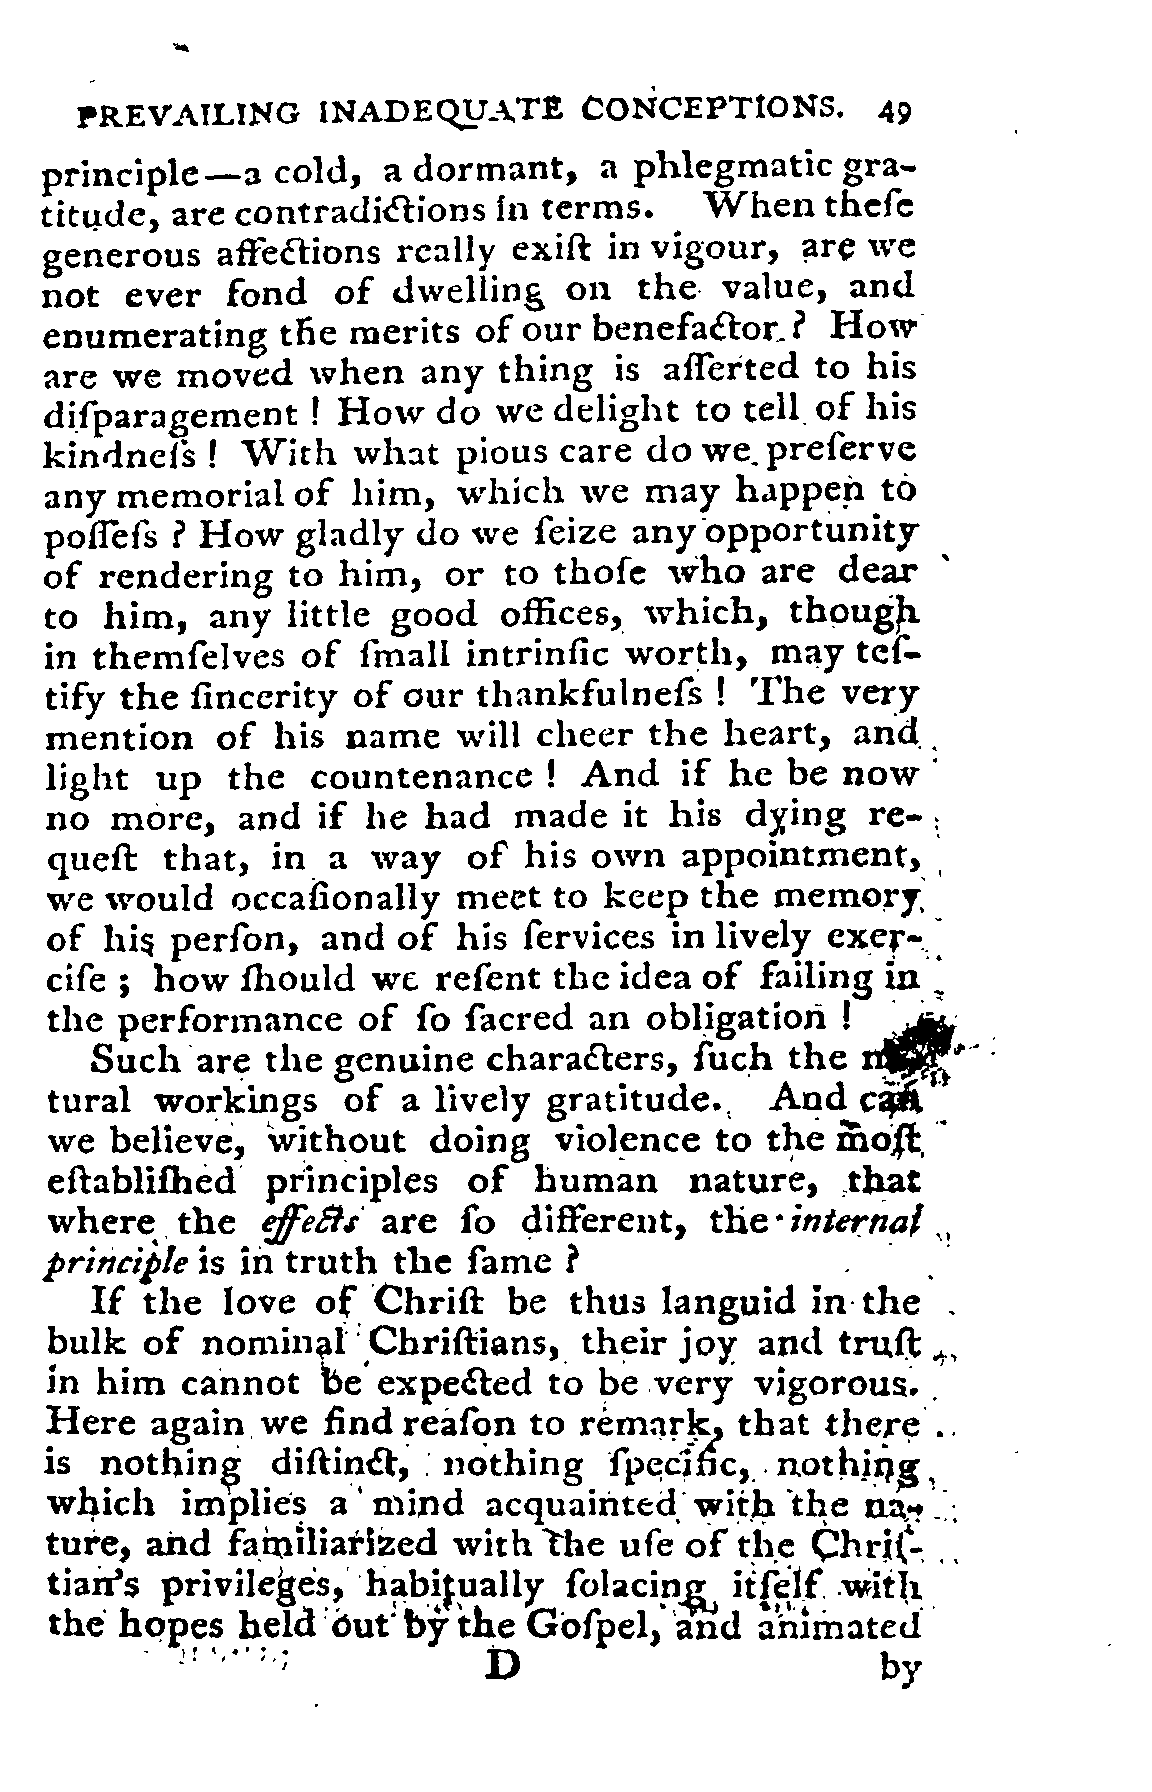 PREVAILING INADEQUATE CONCEPTIONS. 49
principle—a cold, a dormant, a phlegmatic gra-
titude, are contradictions in terms. When theſe
generous affections really exiſt in vigour, are we
not ever fond of dwelling on the value, and
enumerating the merits of our benefactor? How
are we moved when any thing is aſſerted to his
diſparagement! How do we delight to tell of his
kindneſs! With what pious care do we preſerve
any memorial of him, which we may happen to
poſſeſs? How gladly do we ſeize any opportunity
of rendering to him, or to thoſe who are dear
to him, any little good offices, which, though
in themſelves of ſmall intrinſic worth, may teſ-
tify the ſincerity of our thankfulneſs! The very
mention of his name will cheer the heart, and
light up the countenance! And if he be now
no more, and if he had made it his dying re-
queſt that, in a way of his own appointment,
we would occaſionally meet to keep the memory
of his perſon, and of his ſervices in lively exer-
ciſe; how ſhould we reſent the idea of failing in
the performance of ſo ſacred an obligation!
Such are the genuine characters, ſuch the na-
tural workings of a lively gratitude. And can
we believe, without doing violence to the moſt
eſtabliſhed principles of human nature, that
where the effects are ſo different, the internal
principle is in truth the ſame?
If the love of Chriſt be thus languid in the
bulk of nominal Chriſtians, their joy and truſt
in him cannot be expected to be very vigorous.
Here again we find reaſon to remark, that there
is nothing diſtinct, nothing ſpecific, nothing
which implies a mind acquainted with the na-
ture, and familiarized with the uſe of the Chriſ-
tian's privileges, habitually ſolacing itſelf with
the hopes held out by the Goſpel, and animated
D by